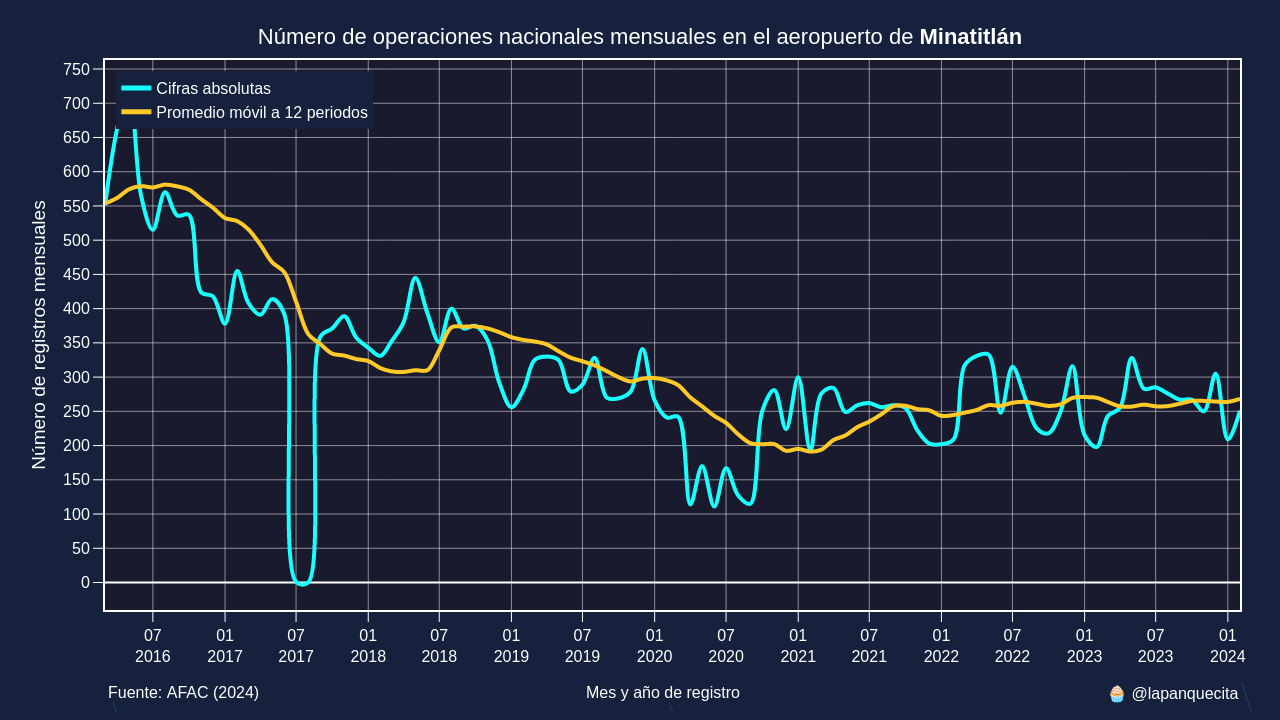 Número de operaciones nacionales mensuales en el aeropuerto de Minatitlán
Cifras absolutas
Promedio móvil a 12 periodos
Número de registros mensuales
750
700
650
600
550
500
450
400
350
300
250
200
150
100
50
0
07 01 07 01 07 01 07 01 07 01 07 01 07 01 07 01
2016 2017 2017 2018 2018 2019 2019 2020 2020 2021 2021 2022 2022 2023 2023 2024
Fuente: AFAC (2024)
Mes y año de registro
🧁 @lapanquecita